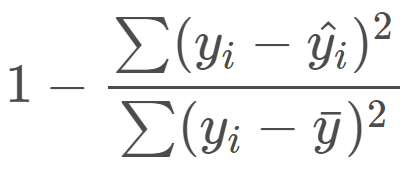 1 − ∑(yᵢ − ŷᵢ)² / ∑(yᵢ − ȳ)²